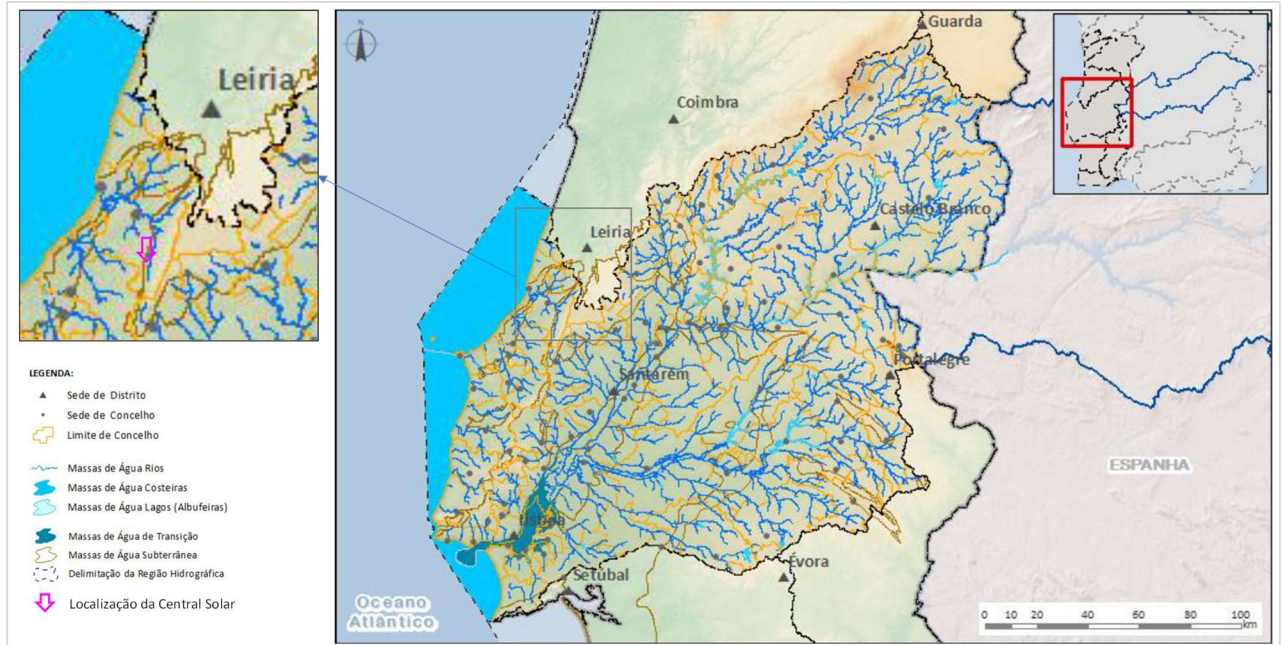 Leiria
LEGENDA:
Sede de Distrito
Sede de Concelho
Limite de Concelho
Massas de Água Rios
Massas de Água Costeiras
Massas de Água Lagos (Albufeiras)
Massas de Água de Transição
Massas de Água Subterrânea
Delimitação da Região Hidrográfica
Localização da Central Solar
N
Guarda
Coimbra
Castelo Branco
Leiria
Portalegre
Santarém
ESPANHA
Lisboa
Évora
Setúbal
Oceano
Atlântico
0 10 20 40 60 80 100
km